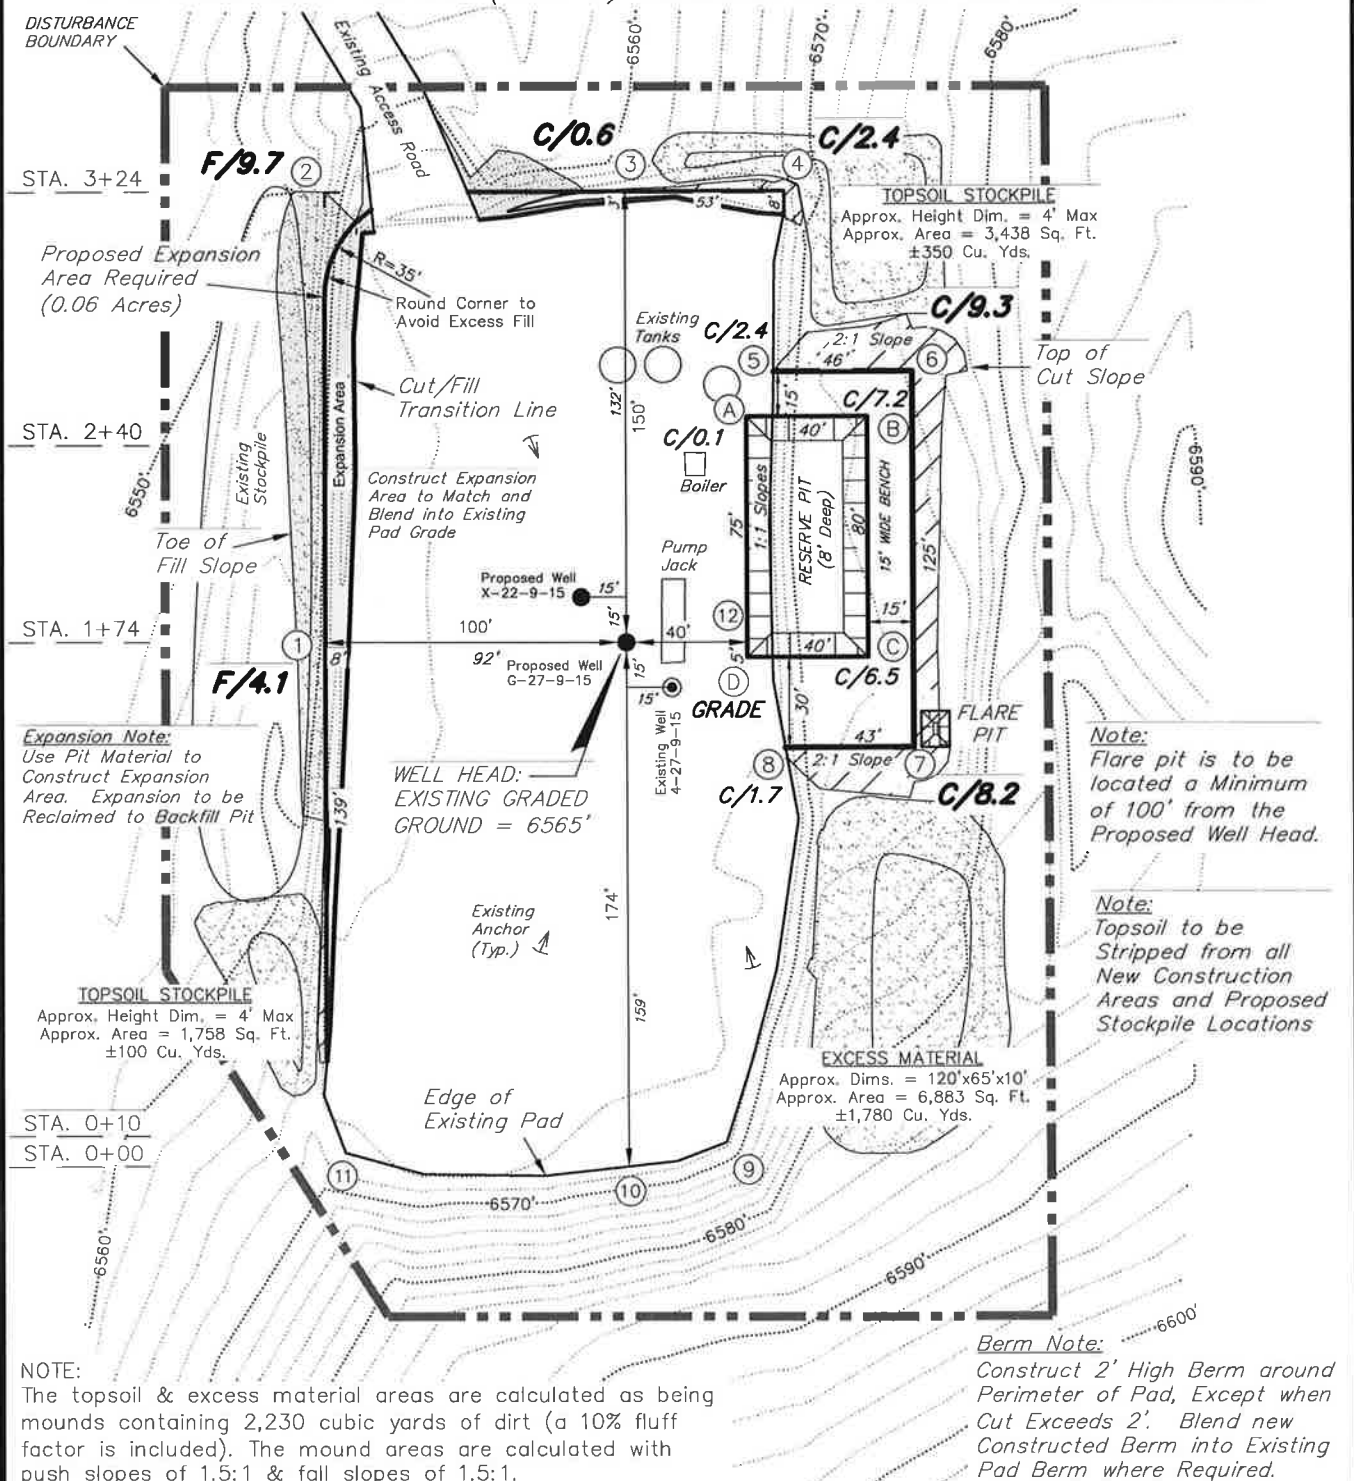 DISTURBANCE
BOUNDARY
Existing Access Road
6560'
6570'
6580'
F/9.7
C/0.6
C/2.4
2
3
4
STA. 3+24
TOPSOIL STOCKPILE
Approx. Height Dim. = 4' Max
Approx. Area = 3,438 Sq. Ft.
±350 Cu. Yds.
3'
53'
8'
Proposed Expansion
Area Required
(0.06 Acres)
R=35'
Round Corner to
Avoid Excess Fill
Existing
Tanks
C/2.4
C/9.3
5
2:1 Slope
46'
6
Top of
Cut Slope
Cut/Fill
Transition Line
Expansion Area
132'
150'
15'
A
C/7.2
B
40'
STA. 2+40
C/0.1
Boiler
6550'
Existing
Stockpile
6590'
Construct Expansion
Area to Match and
Blend into Existing
Pad Grade
1:1 Slopes
75'
RESERVE PIT
(8' Deep)
80'
15' WIDE BENCH
125'
Toe of
Fill Slope
Pump
Jack
Proposed Well
X-22-9-15
15'
15'
12
15'
STA. 1+74
1
100'
40'
40'
C
8'
92'
Proposed Well
G-27-9-15
15'
5'
C/6.5
F/4.1
15'
D
GRADE
30'
FLARE
PIT
Existing Well
4-27-9-15
43'
Expansion Note:
Use Pit Material to
Construct Expansion
Area. Expansion to be
Reclaimed to Backfill Pit
139'
WELL HEAD:
EXISTING GRADED
GROUND = 6565'
8
2:1 Slope
7
C/1.7
C/8.2
Note:
Flare pit is to be
located a Minimum
of 100' from the
Proposed Well Head.
174'
Existing
Anchor
(Typ.)
159'
Note:
Topsoil to be
Stripped from all
New Construction
Areas and Proposed
Stockpile Locations
TOPSOIL STOCKPILE
Approx. Height Dim. = 4' Max
Approx. Area = 1,758 Sq. Ft.
±100 Cu. Yds.
EXCESS MATERIAL
Approx. Dims. = 120'x65'x10'
Approx. Area = 6,883 Sq. Ft.
±1,780 Cu. Yds.
Edge of
Existing Pad
STA. 0+10
STA. 0+00
11
10
9
6570'
6580'
6560'
6590'
6600'
NOTE:
The topsoil & excess material areas are calculated as being
mounds containing 2,230 cubic yards of dirt (a 10% fluff
factor is included). The mound areas are calculated with
push slopes of 1.5:1 & fall slopes of 1.5:1.
Berm Note:
Construct 2' High Berm around
Perimeter of Pad, Except when
Cut Exceeds 2'. Blend new
Constructed Berm into Existing
Pad Berm where Required.